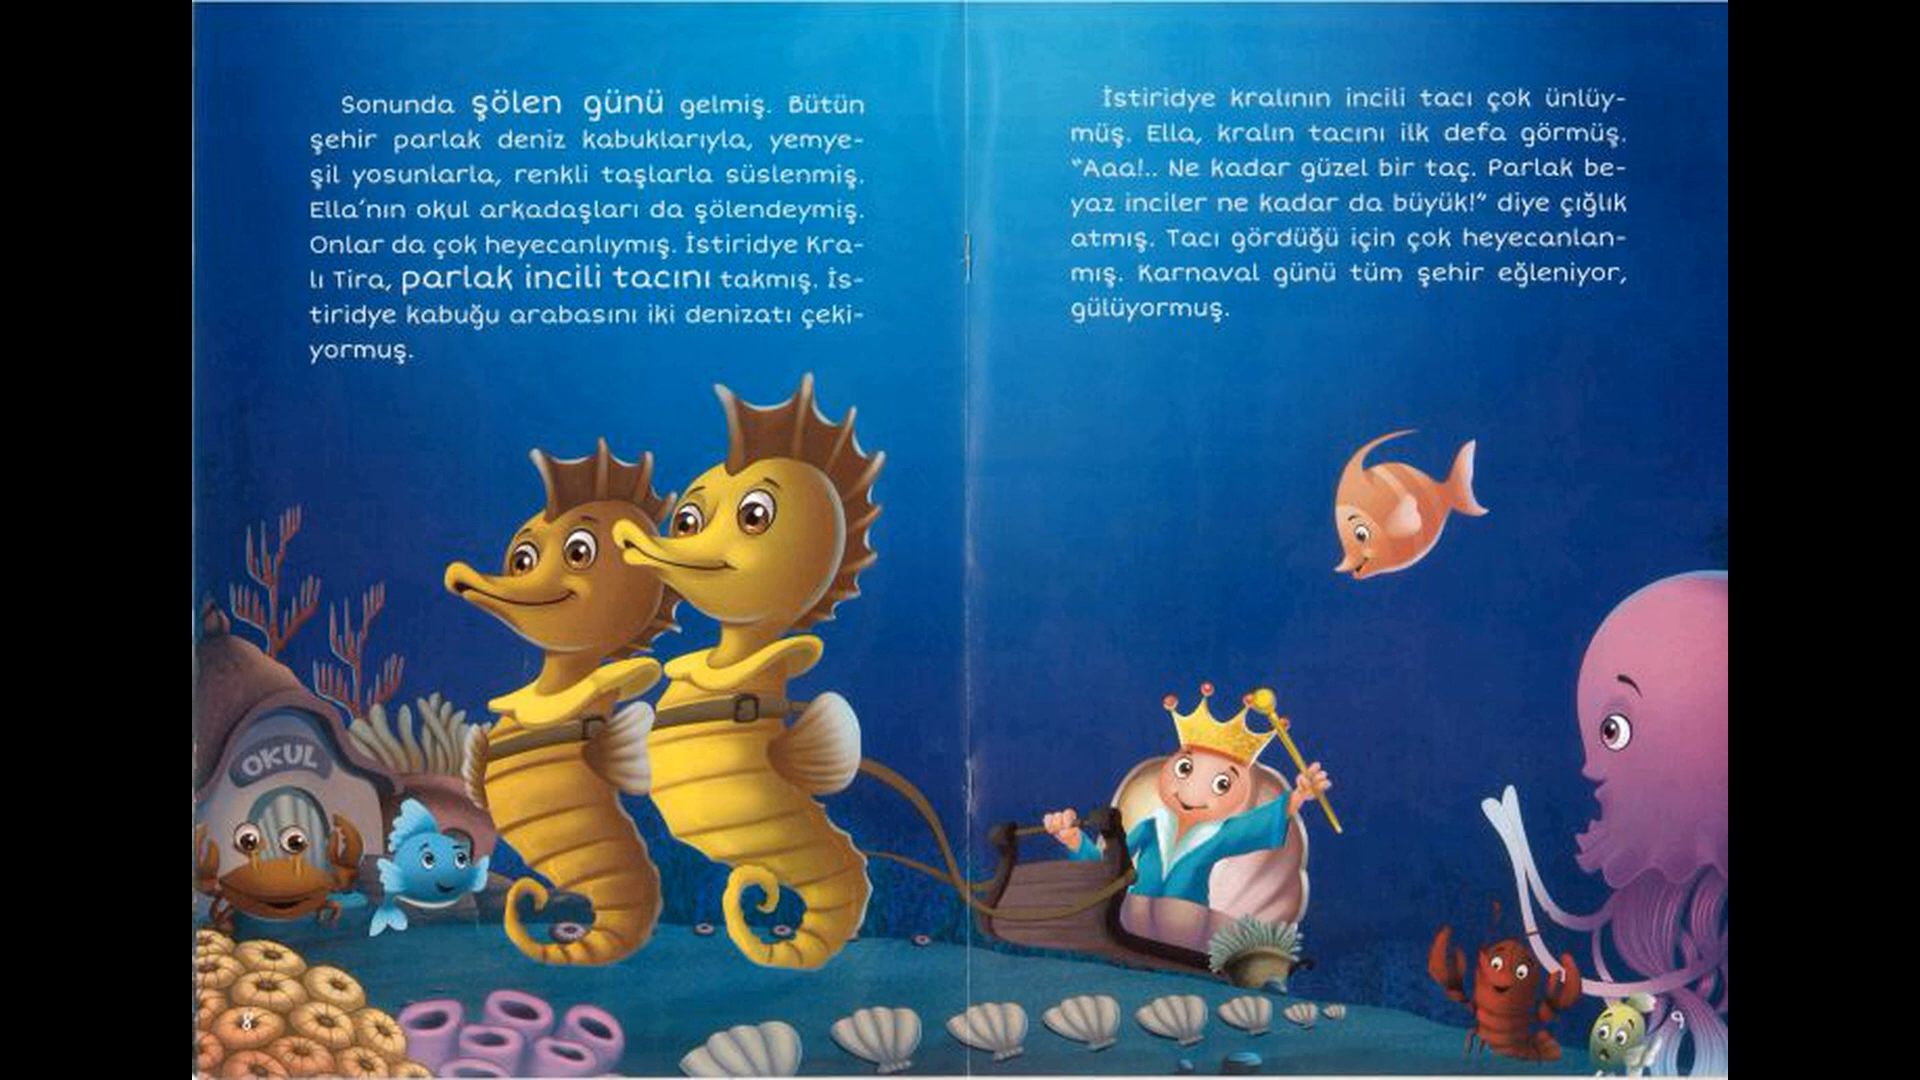 Sonunda şölen günü gelmiş. Bütün
şehir parlak deniz kabuklarıyla, yemye-
şil yosunlarla, renkli taşlarla süslenmiş.
Ella'nın okul arkadaşları da şölendeymiş.
Onlar da çok heyecanlıymış. İstiridye Kra-
lı Tira, parlak incili tacını takmış. İs-
tiridye kabuğu arabasını iki denizatı çeki-
yormuş.
OKUL
8
İstiridye kralının incili tacı çok ünlüy-
müş. Ella, kralın tacını ilk defa görmüş.
"Aaa!.. Ne kadar güzel bir taç. Parlak be-
yaz inciler ne kadar da büyük!" diye çığlık
atmış. Tacı gördüğü için çok heyecanlan-
mış. Karnaval günü tüm şehir eğleniyor,
gülüyormuş.
9